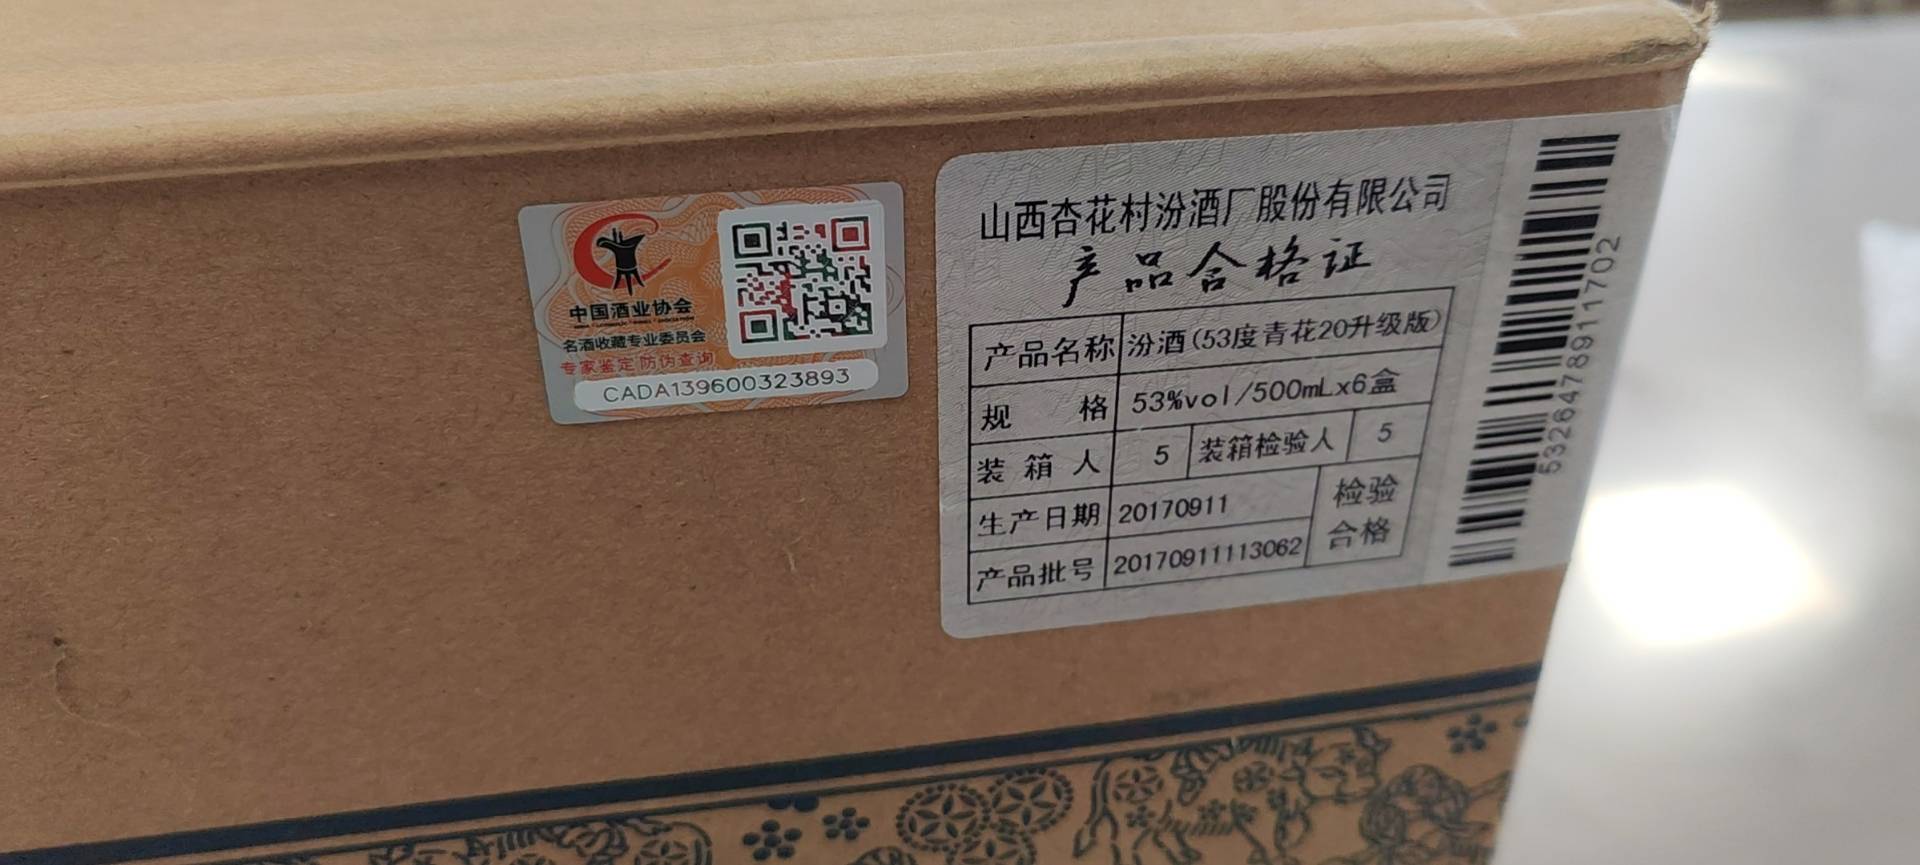 中国酒业协会
名酒收藏专业委员会
专家鉴定 防伪查询
CADA139600323893
山西杏花村汾酒厂股份有限公司
产品合格证
产品名称 汾酒(53度青花20升级版)
规 格 53%vol/500mLx6盒
装 箱 人 5 装箱检验人 5
生产日期 20170911 检验
产品批号 20170911113062 合格
5326478911702